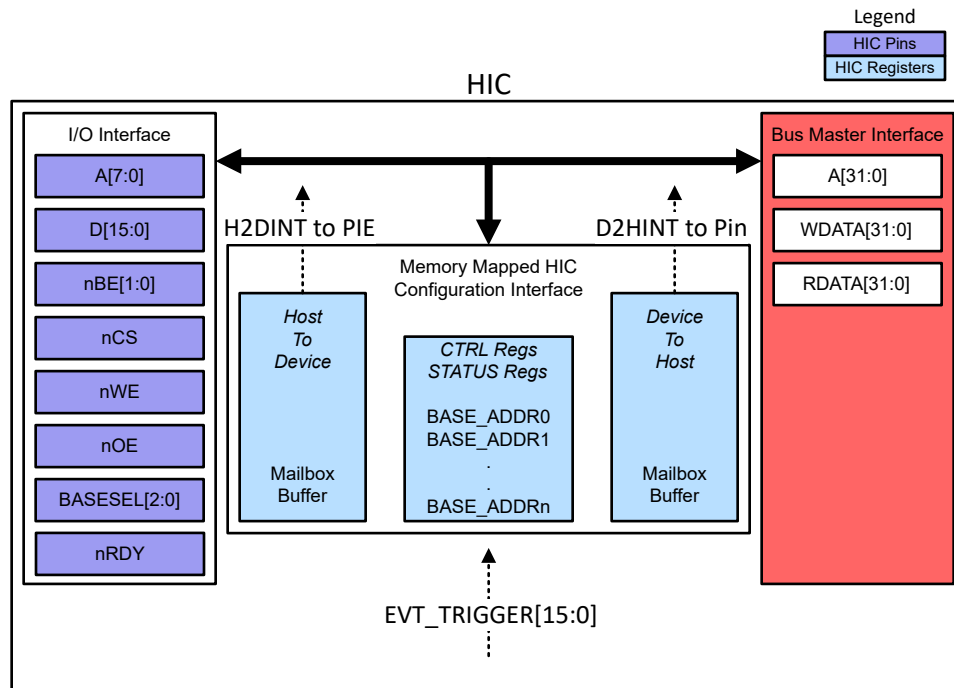 Legend
HIC Pins
HIC Registers
HIC
I/O Interface
A[7:0]
D[15:0]
nBE[1:0]
nCS
nWE
nOE
BASESEL[2:0]
nRDY
H2DINT to PIE
D2HINT to Pin
Memory Mapped HIC
Configuration Interface
Host
To
Device
Mailbox
Buffer
CTRL Regs
STATUS Regs
BASE_ADDR0
BASE_ADDR1
.
.
BASE_ADDRn
Device
To
Host
Mailbox
Buffer
Bus Master Interface
A[31:0]
WDATA[31:0]
RDATA[31:0]
EVT_TRIGGER[15:0]